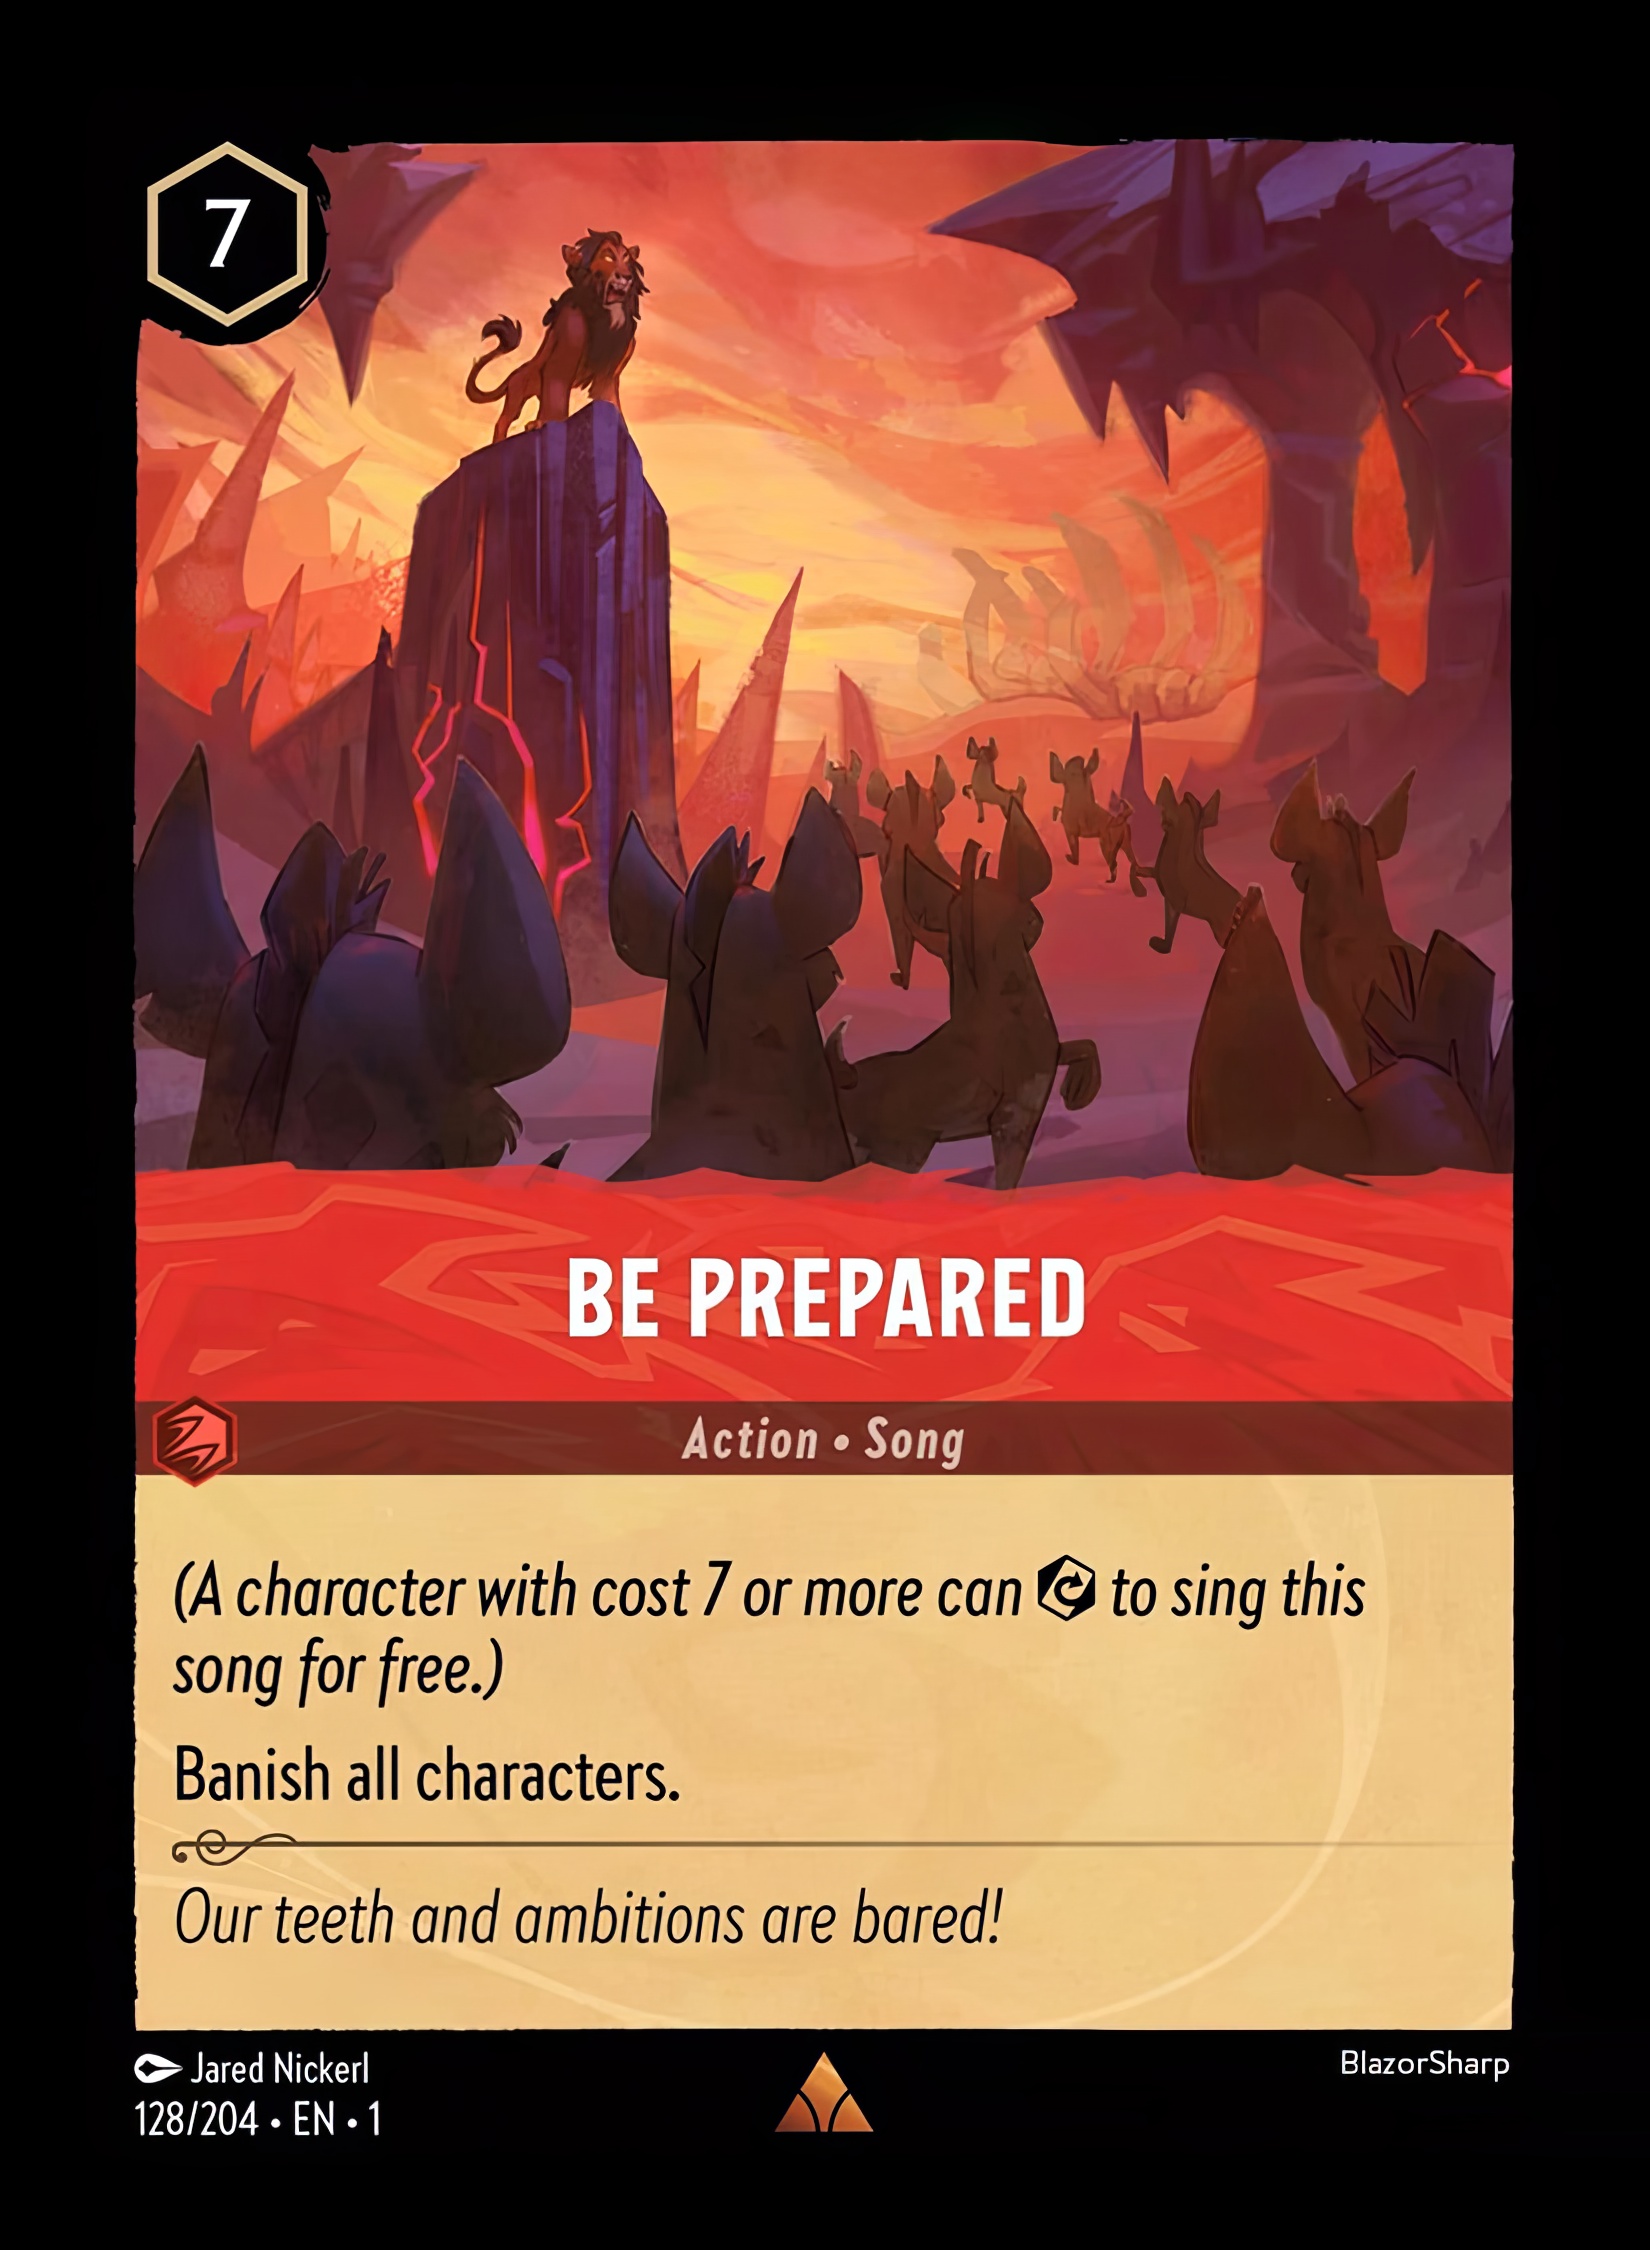 7
BE PREPARED
Action • Song
(A character with cost 7 or more can to sing this
song for free.)
Banish all characters.
Our teeth and ambitions are bared!
Jared Nickerl
BlazorSharp
128/204 • EN • 1